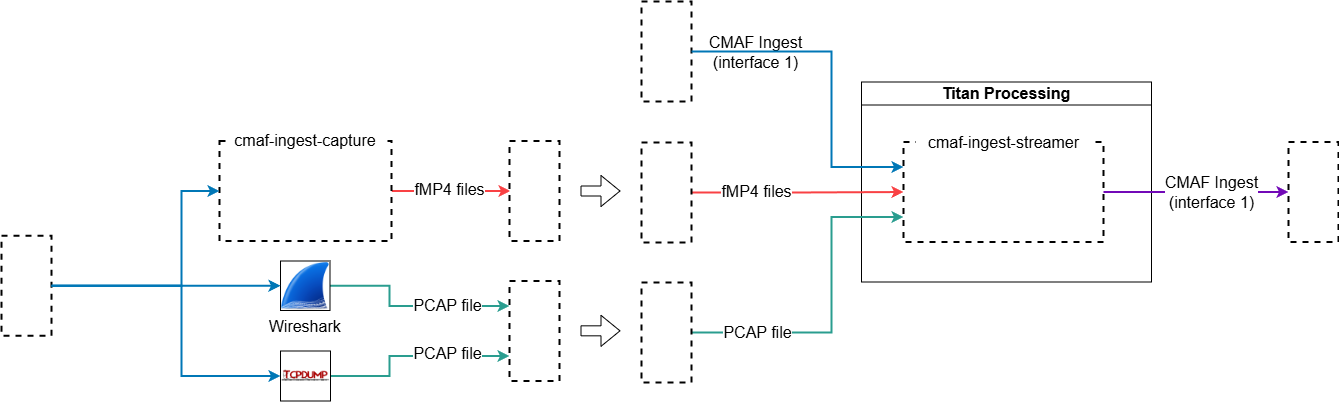 CMAF Ingest
(interface 1)
Titan Processing
cmaf-ingest-capture
cmaf-ingest-streamer
fMP4 files
fMP4 files
CMAF Ingest
(interface 1)
PCAP file
Wireshark
PCAP file
PCAP file
TCPDUMP